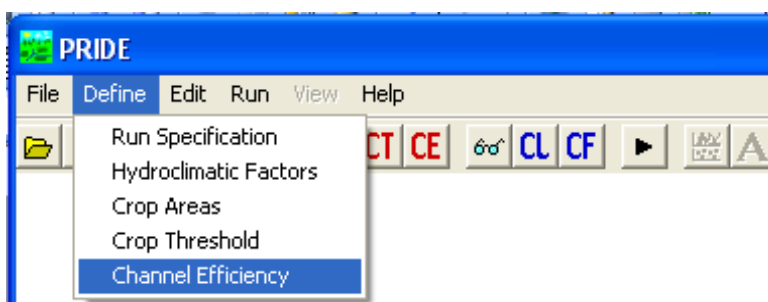 PRIDE
File Define Edit Run View Help
Run Specification
CT CE CL CF A
Hydroclimatic Factors
Crop Areas
Crop Threshold
Channel Efficiency